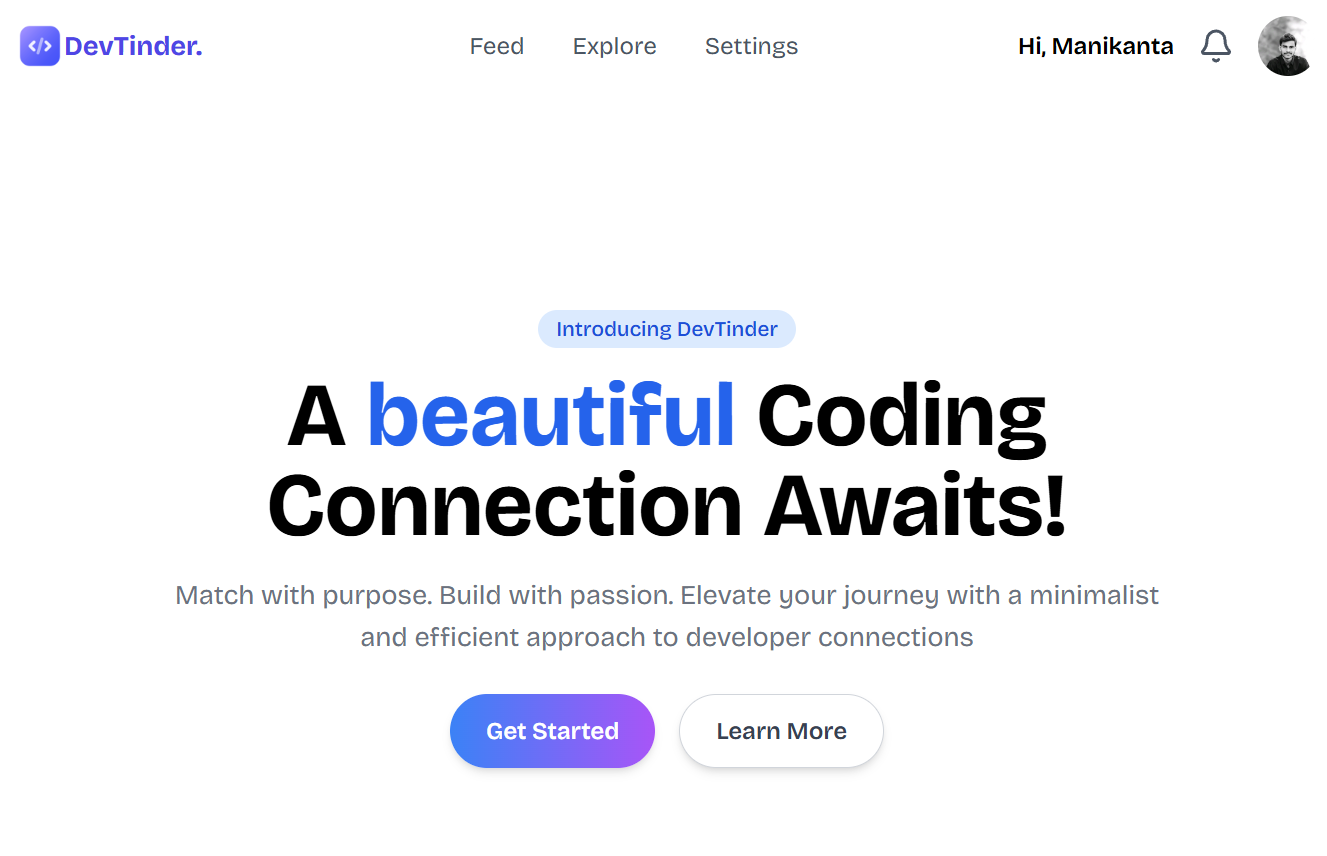 </> DevTinder.
Feed
Explore
Settings
Hi, Manikanta
Introducing DevTinder
A beautiful Coding
Connection Awaits!
Match with purpose. Build with passion. Elevate your journey with a minimalist
and efficient approach to developer connections
Get Started
Learn More